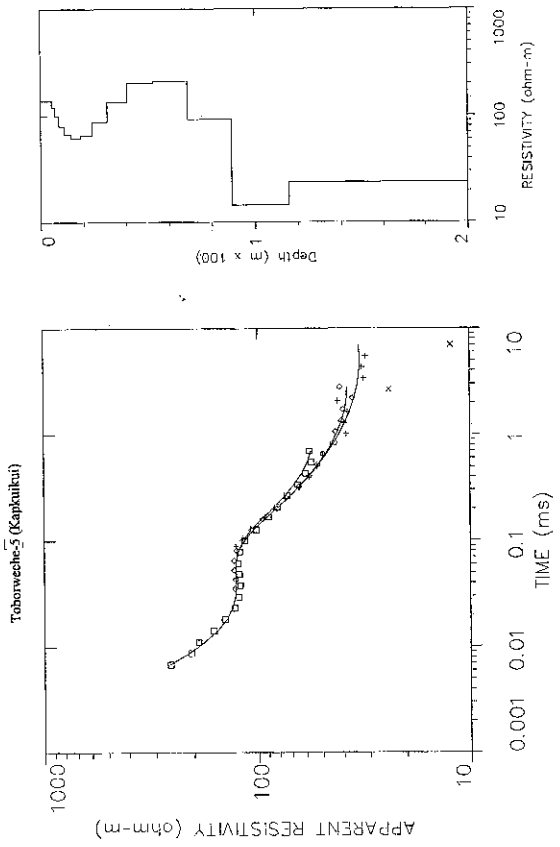 Toborweche-5 (Kapkuikui)
APPARENT RESISTIVITY (ohm-m)
1000
100
10
0.001
0.01
0.1
1
10
TIME (ms)
Depth (m x 100)
0
1
2
10
100
1000
RESISTIVITY (ohm-m)